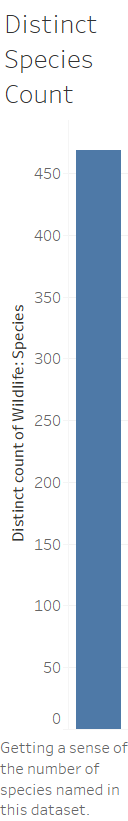 Distinct
Species
Count
Distinct count of Wildlife: Species
450
400
350
300
250
200
150
100
50
0
Getting a sense of
the number of
species named in
this dataset.